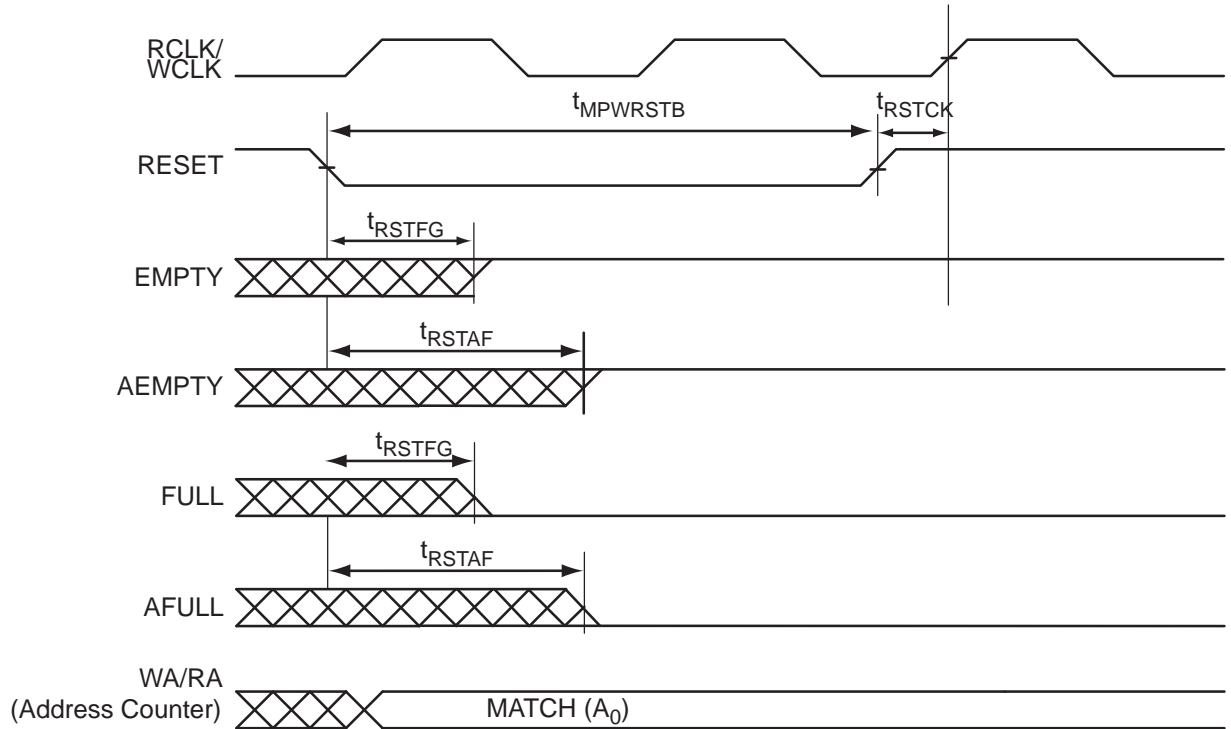 RCLK/
WCLK
tMPWRSTB
tRSTCK
RESET
tRSTFG
EMPTY
tRSTAF
AEMPTY
tRSTFG
FULL
tRSTAF
AFULL
WA/RA
(Address Counter)
MATCH (A0)